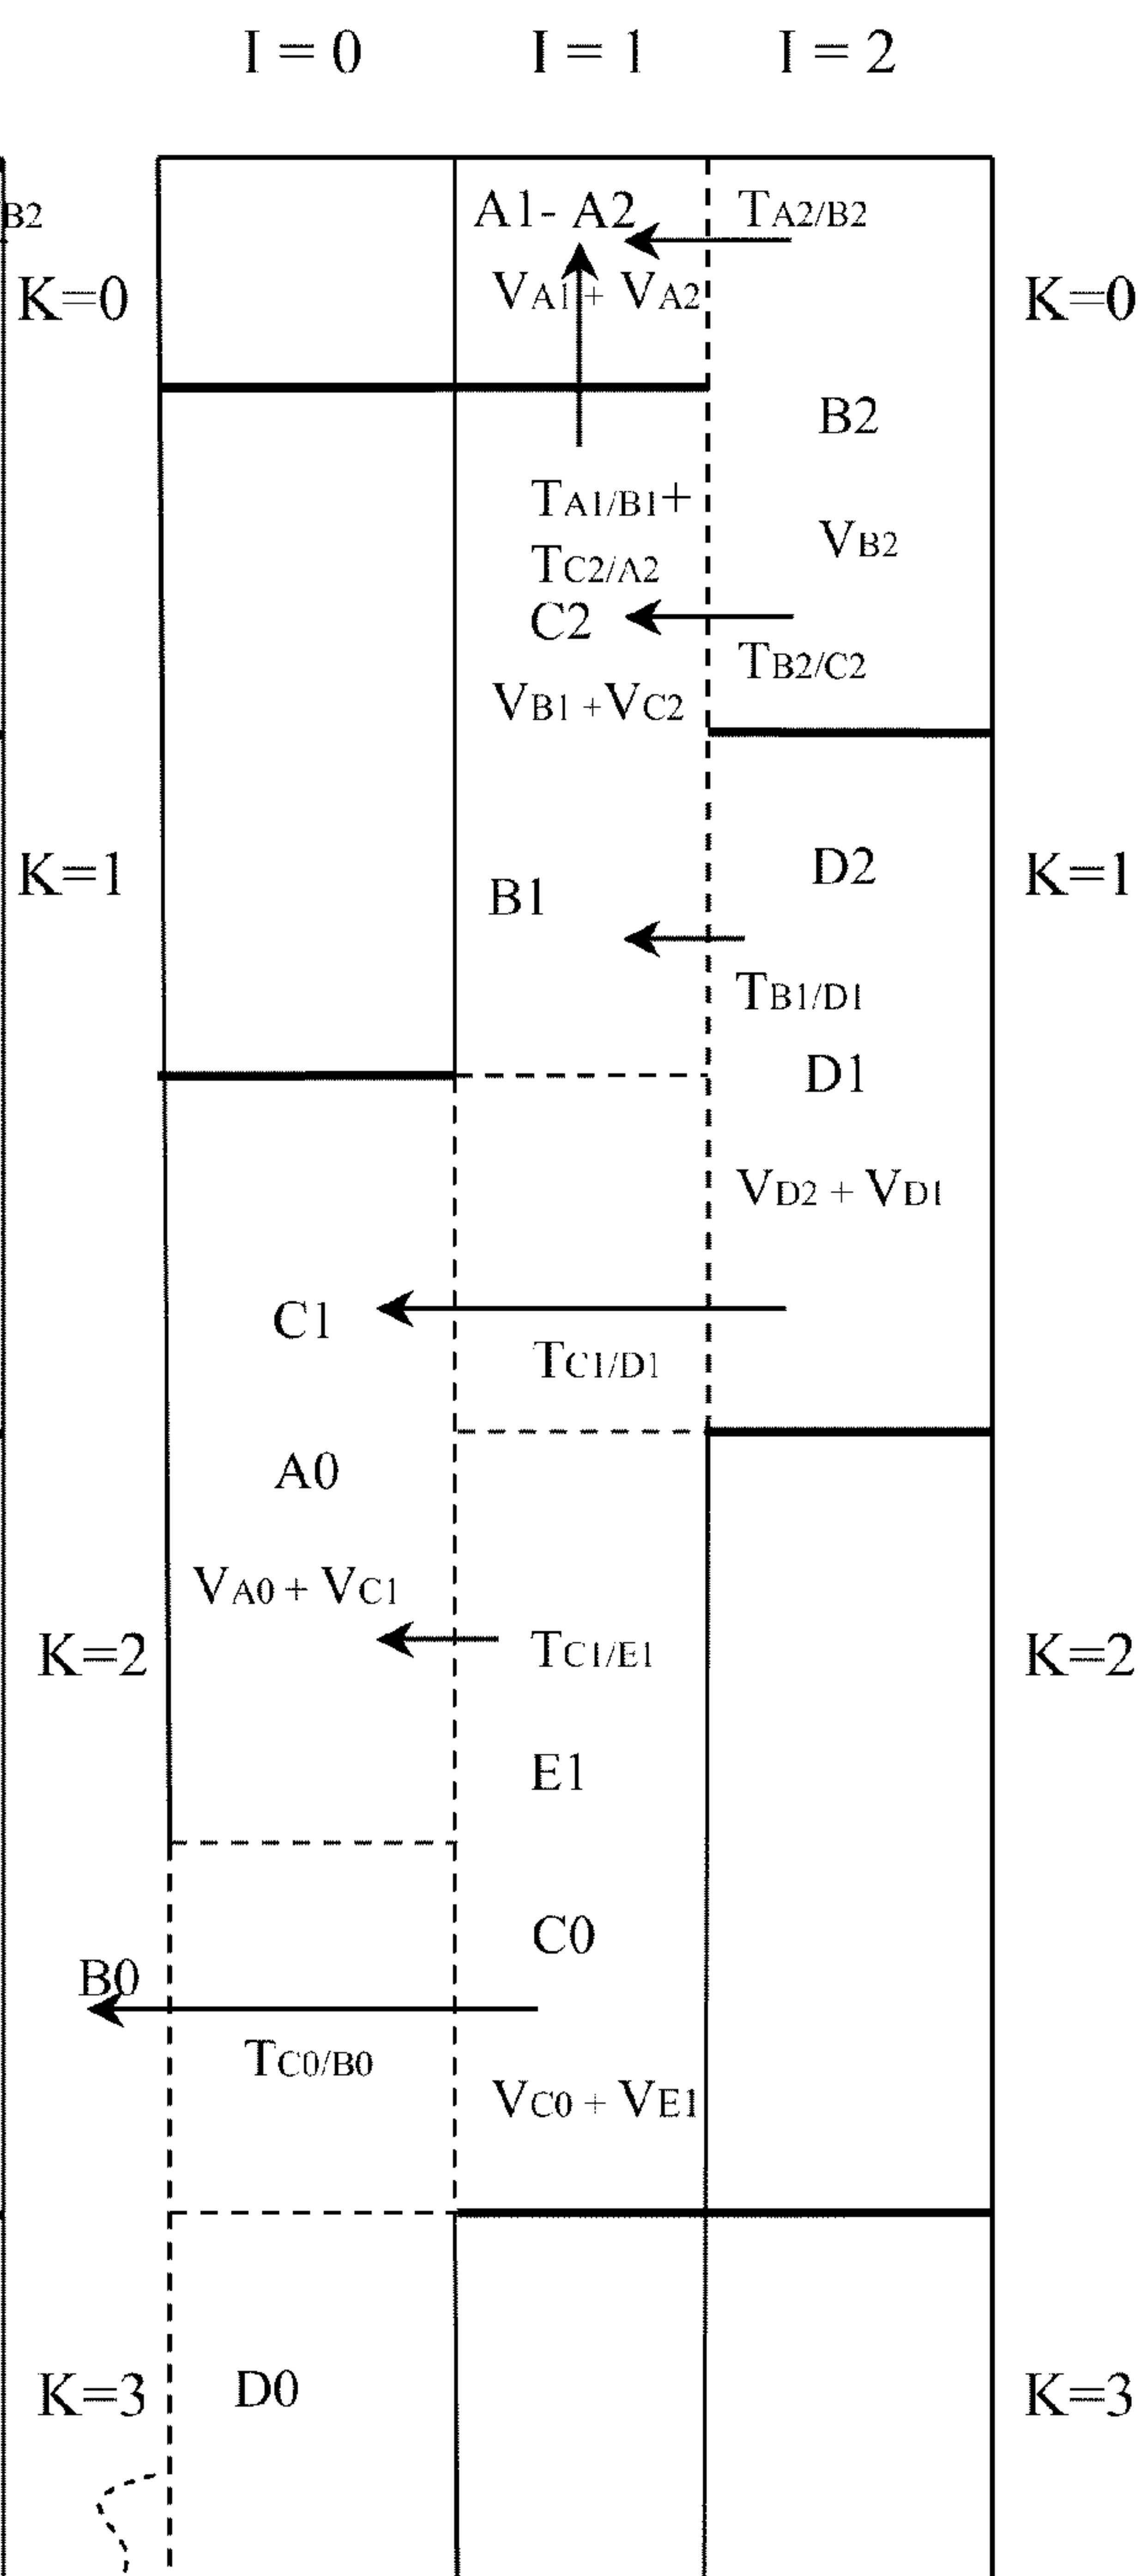 I = 0 I = 1 I = 2
A1- A2 TA2/B2
B2
K=0 VA1 + VA2 K=0
B2
TA1/B1+
VB2
TC2/A2
C2
TB2/C2
VB1 +VC2
K=1 D2 K=1
B1
TB1/D1
D1
VD2 + VD1
C1
TC1/D1
A0
VA0 + VC1
K=2 TC1/E1 K=2
E1
C0
B0
TC0/B0
VC0 + VE1
K=3 D0 K=3